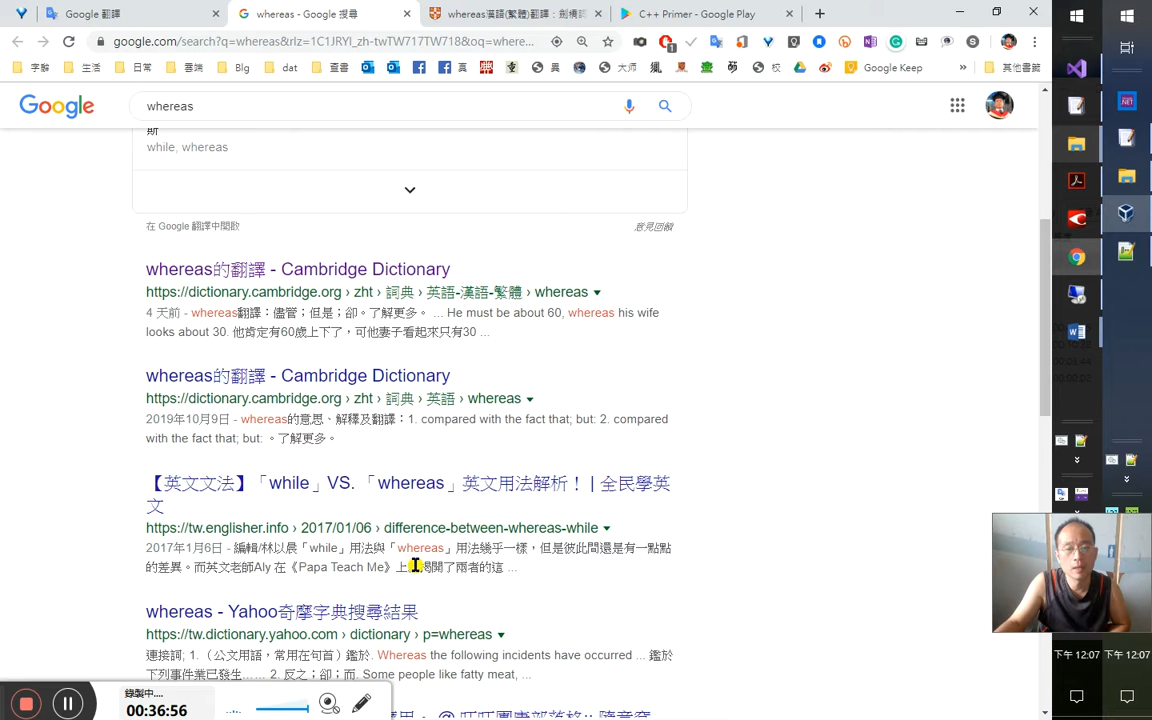 Google 翻譯
whereas - Google 搜尋
whereas漢語(繁體)翻譯：劍橋詞
C++ Primer - Google Play
google.com/search?q=whereas&rlz=1C1JRYI_zh-twTW717TW718&oq=where...
字辭
生活
日常
雲端
Blg
dat
查書
真
異
大师
萌
校
Google Keep
其他書籤
Google
whereas
斯
while, whereas
在 Google 翻譯中開啟
意見回饋
whereas的翻譯 - Cambridge Dictionary
https://dictionary.cambridge.org › zht › 詞典 › 英語-漢語-繁體 › whereas
4 天前 - whereas翻譯：儘管；但是；卻。了解更多。 ... He must be about 60, whereas his wife
looks about 30. 他肯定有60歲上下了，可他妻子看起來只有30 ...
whereas的翻譯 - Cambridge Dictionary
https://dictionary.cambridge.org › zht › 詞典 › 英語 › whereas
2019年10月9日 - whereas的意思、解釋及翻譯：1. compared with the fact that; but: 2. compared
with the fact that; but: 。了解更多。
【英文文法】「while」VS. 「whereas」英文用法解析！ | 全民學英
文
https://tw.englisher.info › 2017/01/06 › difference-between-whereas-while
2017年1月6日 - 編輯/林以晨「while」用法與「whereas」用法幾乎一樣，但是彼此間還是有一點點
的差異。而英文老師Aly 在《Papa Teach Me》上 揭開了兩者的這 ...
whereas - Yahoo奇摩字典搜尋結果
https://tw.dictionary.yahoo.com › dictionary › p=whereas
連接詞; 1.（公文用語，常用在句首）鑑於. Whereas the following incidents have occurred ... 鑑於
下列事件業已發生...... 2. 反之；卻；而. Some people like fatty meat, ...
錄製中....
00:36:56
下午 12:07
下午 12:07